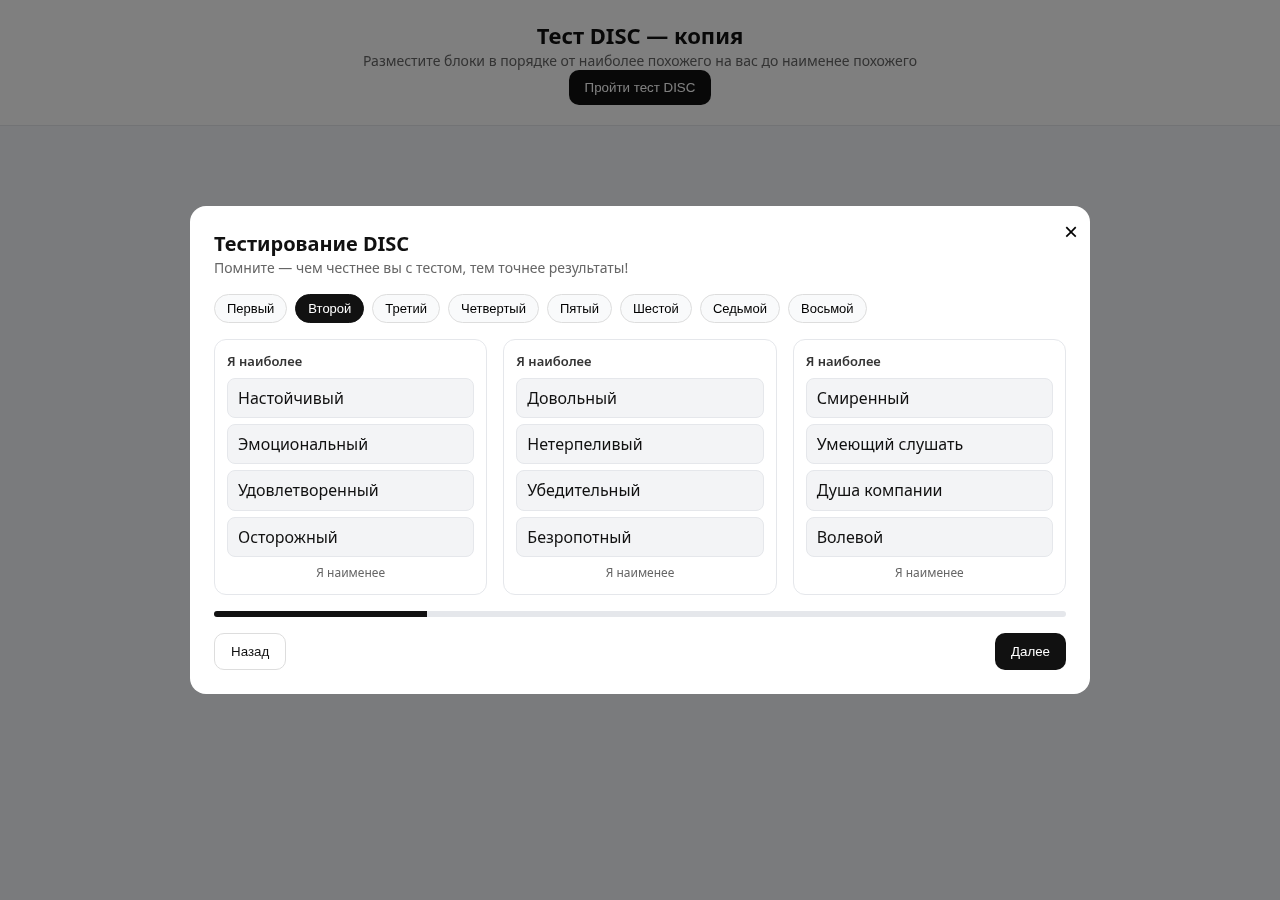 Тест DISC — копия
Разместите блоки в порядке от наиболее похожего на вас до наименее похожего
Пройти тест DISC
Тестирование DISC
✕
Помните — чем честнее вы с тестом, тем точнее результаты!
Первый Второй Третий Четвертый Пятый Шестой Седьмой Восьмой
Я наиболее
Настойчивый
Эмоциональный
Удовлетворенный
Осторожный
Я наименее
Я наиболее
Довольный
Нетерпеливый
Убедительный
Безропотный
Я наименее
Я наиболее
Смиренный
Умеющий слушать
Душа компании
Волевой
Я наименее
Назад
Далее